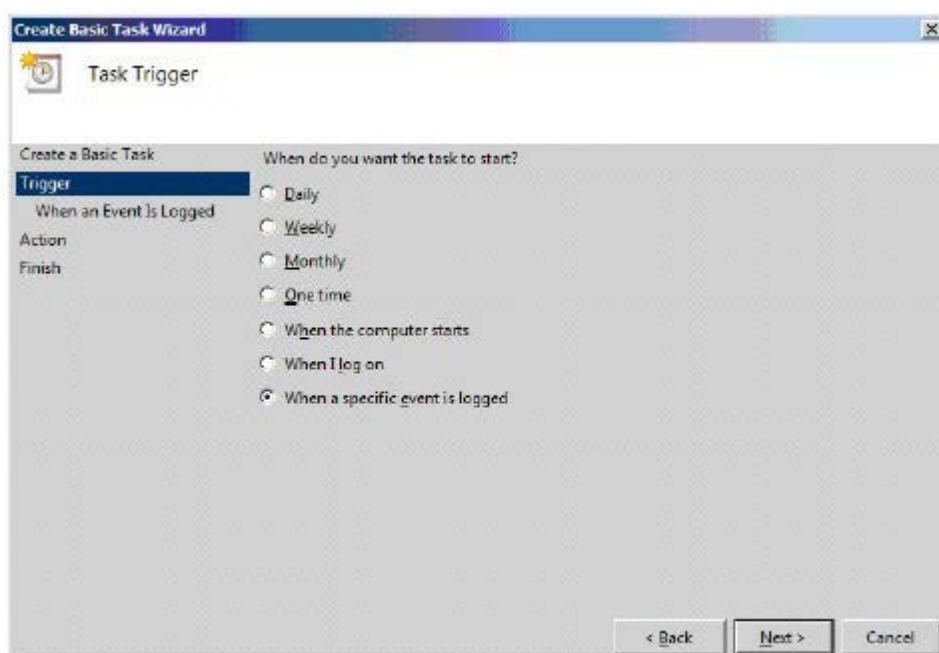 Create Basic Task Wizard
Task Trigger
Create a Basic Task
Trigger
When an Event Is Logged
Action
Finish
When do you want the task to start?
Daily
Weekly
Monthly
One time
When the computer starts
When I log on
When a specific event is logged
< Back
Next >
Cancel